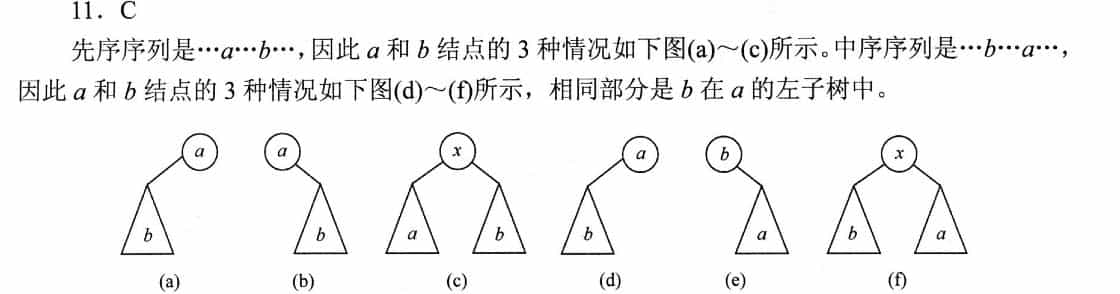 11．C
先序序列是…a…b…，因此 a 和 b 结点的 3 种情况如下图(a)～(c)所示。中序序列是…b…a…，
因此 a 和 b 结点的 3 种情况如下图(d)～(f)所示，相同部分是 b 在 a 的左子树中。
a a x a b x
b b a b b a b a
(a) (b) (c) (d) (e) (f)